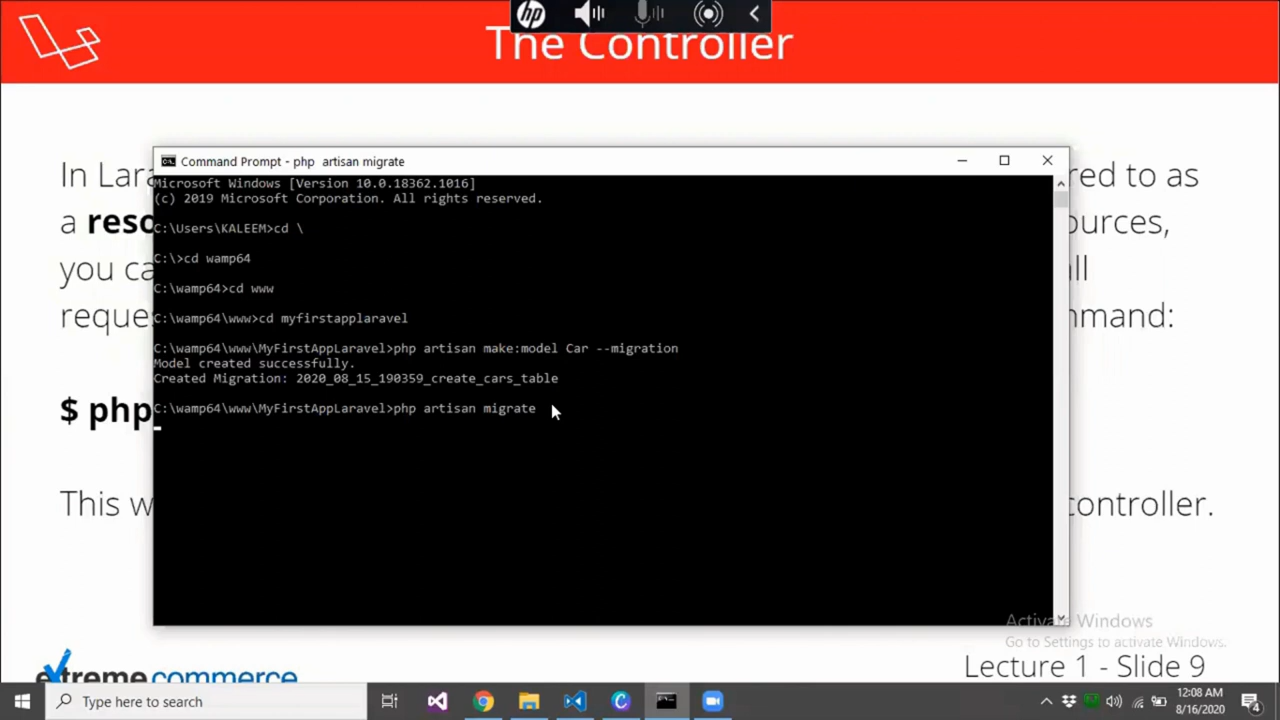 hp
The Controller
In Lara
red to as
a reso
ources,
you ca
all
reques
mmand:
$ php
This w
controller.
Command Prompt - php  artisan migrate
Microsoft Windows [Version 10.0.18362.1016]
(c) 2019 Microsoft Corporation. All rights reserved.
C:\Users\KALEEM>cd \
C:\>cd wamp64
C:\wamp64>cd www
C:\wamp64\www>cd myfirstapplaravel
C:\wamp64\www\MyFirstAppLaravel>php artisan make:model Car --migration
Model created successfully.
Created Migration: 2020_08_15_190359_create_cars_table
C:\wamp64\www\MyFirstAppLaravel>php artisan migrate
Activate Windows
Go to Settings to activate Windows.
extreme commerce
Lecture 1 - Slide 9
Type here to search
12:08 AM
8/16/2020
4